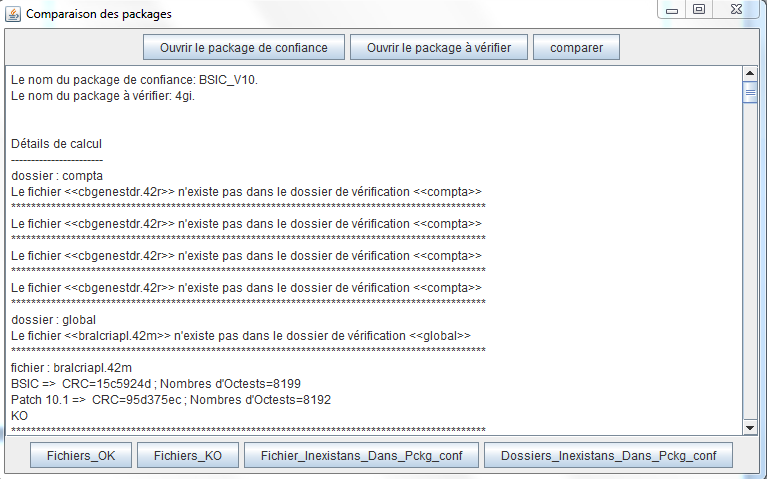 Comparaison des packages
Ouvrir le package de confiance Ouvrir le package à vérifier comparer
Le nom du package de confiance: BSIC_V10.
Le nom du package à vérifier: 4gi.
Détails de calcul
-----------------------
dossier : compta
Le fichier <<cbgenestdr.42r>> n'existe pas dans le dossier de vérification <<compta>>
***********************************************************************************************
Le fichier <<cbgenestdr.42r>> n'existe pas dans le dossier de vérification <<compta>>
***********************************************************************************************
Le fichier <<cbgenestdr.42r>> n'existe pas dans le dossier de vérification <<compta>>
***********************************************************************************************
Le fichier <<cbgenestdr.42r>> n'existe pas dans le dossier de vérification <<compta>>
***********************************************************************************************
dossier : global
Le fichier <<bralcriapl.42m>> n'existe pas dans le dossier de vérification <<global>>
***********************************************************************************************
fichier : bralcriapl.42m
BSIC => CRC=15c5924d ; Nombres d'Octests=8199
Patch 10.1 => CRC=95d375ec ; Nombres d'Octests=8192
KO
***********************************************************************************************
Fichiers_OK Fichiers_KO Fichier_Inexistans_Dans_Pckg_conf Dossiers_Inexistans_Dans_Pckg_conf